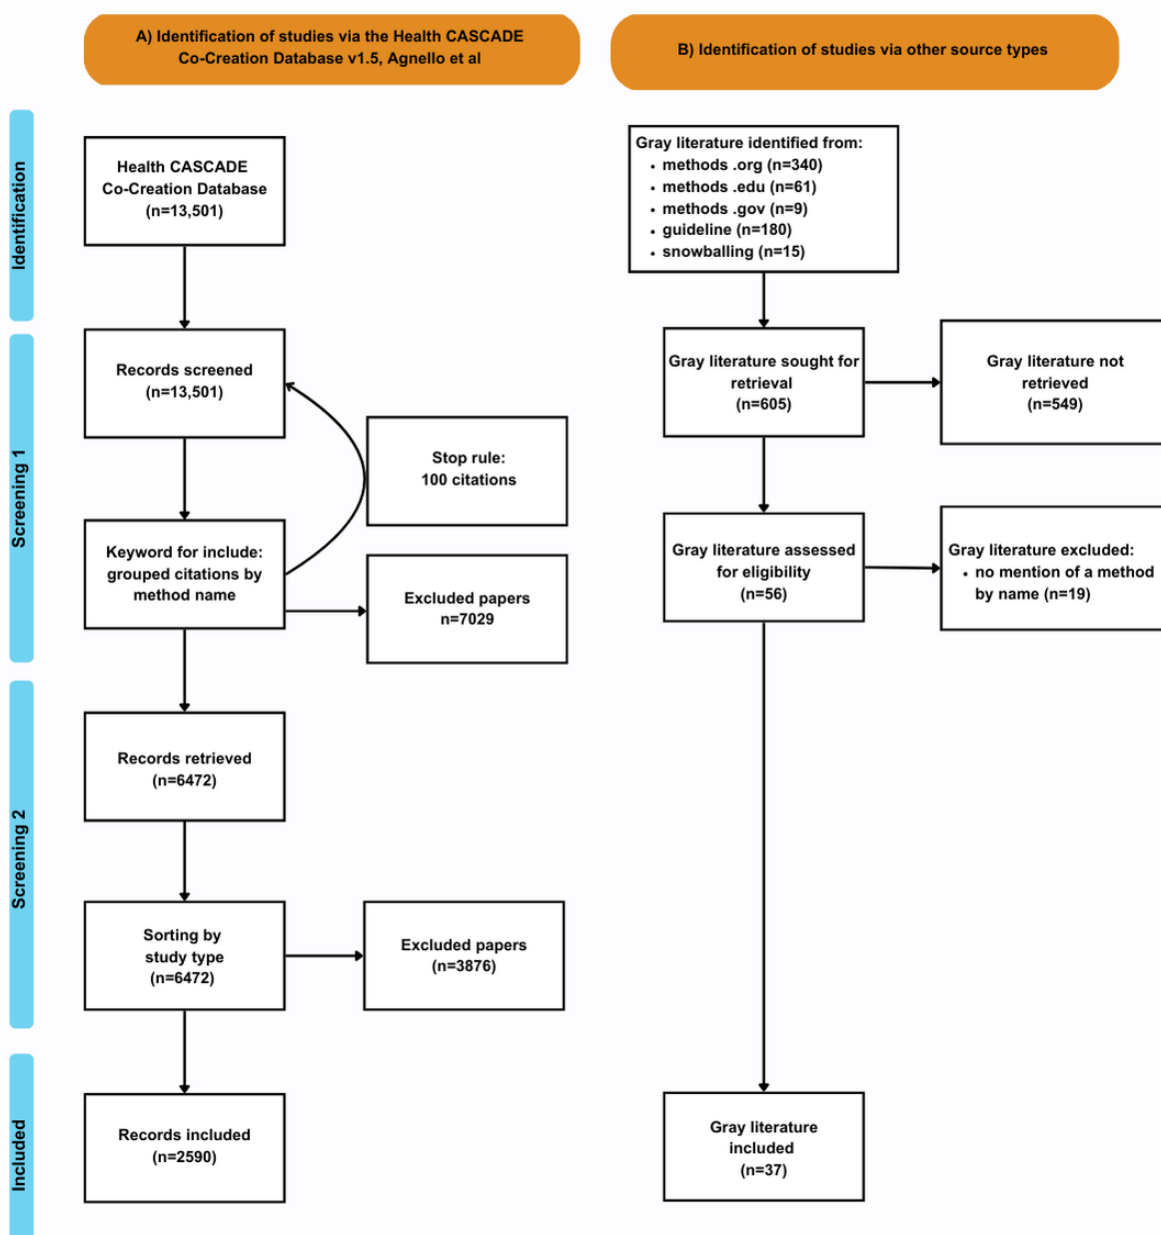 A) Identification of studies via the Health CASCADE
Co-Creation Database v1.5, Agnello et al
B) Identification of studies via other source types
Identification
Health CASCADE
Co-Creation Database
(n=13,501)
Gray literature identified from:
• methods .org (n=340)
• methods .edu (n=61)
• methods .gov (n=9)
• guideline (n=180)
• snowballing (n=15)
Screening 1
Records screened
(n=13,501)
Gray literature sought for
retrieval
(n=605)
Gray literature not
retrieved
(n=549)
Stop rule:
100 citations
Keyword for include:
grouped citations by
method name
Excluded papers
n=7029
Gray literature assessed
for eligibility
(n=56)
Gray literature excluded:
• no mention of a method
by name (n=19)
Screening 2
Records retrieved
(n=6472)
Sorting by
study type
(n=6472)
Excluded papers
(n=3876)
Included
Records included
(n=2590)
Gray literature
included
(n=37)